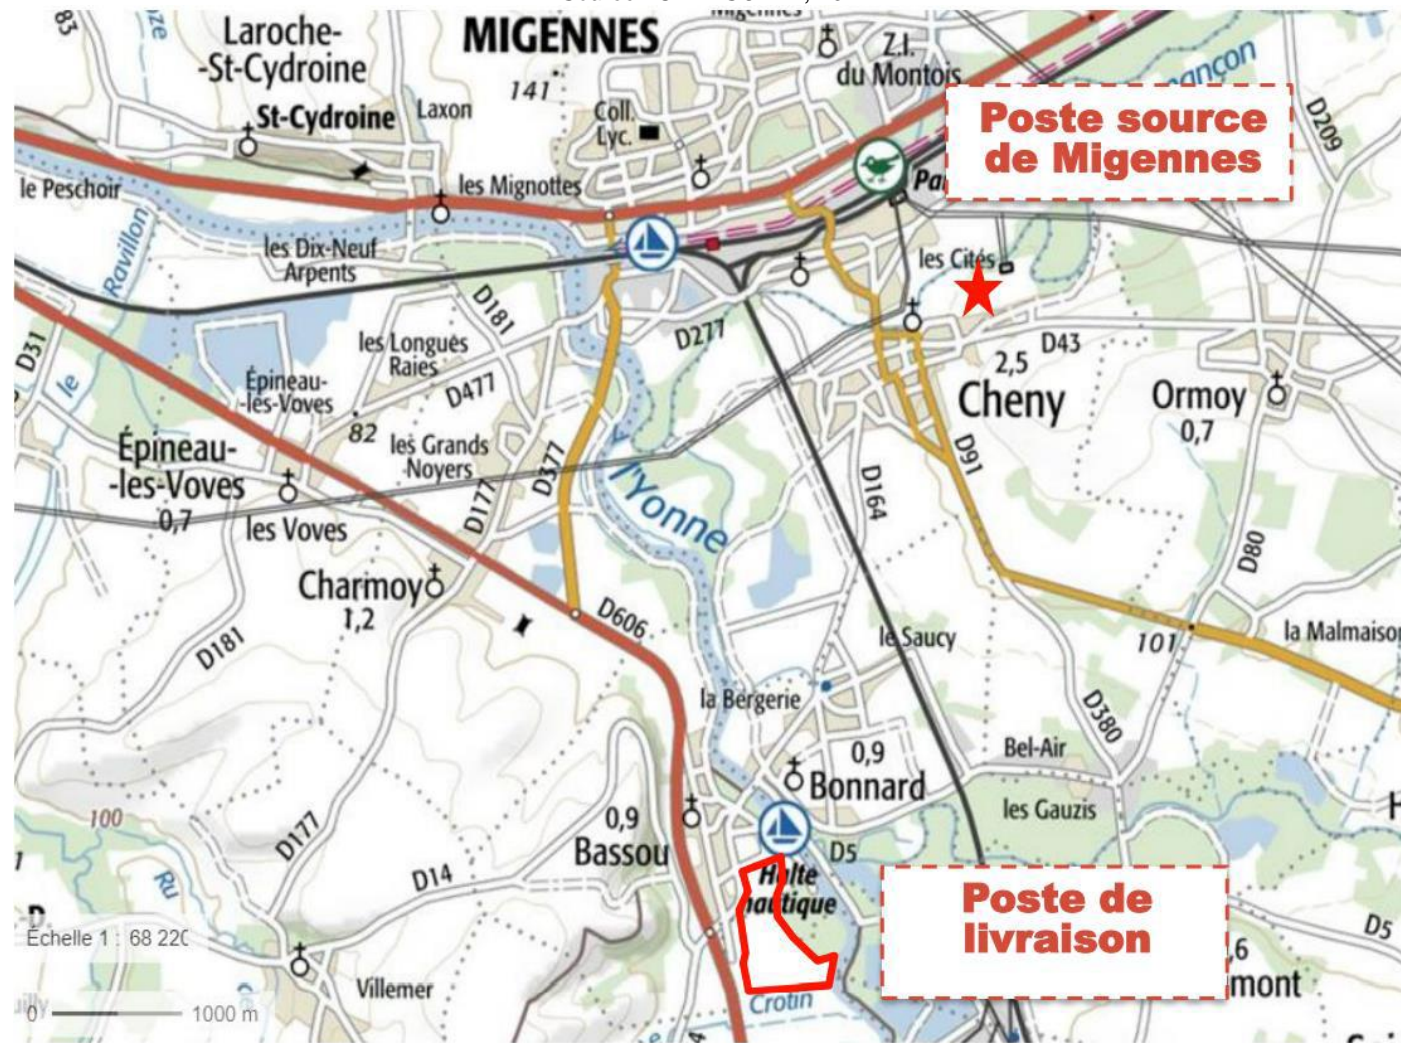 MIGENNES
Laroche-
-St-Cydroine
St-Cydroine
Laxon
141
Coll.
Lyc.
Z.I.
du Montois
D209
Poste source
de Migennes
le Peschoir
les Mignottes
Ravillon
les Dix-Neuf
Arpents
les Cités
D181
D277
D31
le
les Longues
Raies
D43
2,5
Cheny
Ormoy
0,7
Épineau-
-les-Voves
D477
82
les Grands
Noyers
Épineau-
-les-Voves
0,7
D377
D91
D177
l'Yonne
D164
les Voves
D80
Charmoy
1,2
D606
D181
le Saucy
101
la Malmaiso
la Bergerie
D380
0,9
Bonnard
Bel-Air
les Gauzis
100
0,9
Bassou
D177
D5
D14
Ru
Halte
nautique
Poste de
livraison
D5
Échelle 1 : 68 220
,6
mont
Villemer
Crotin
0
1000 m